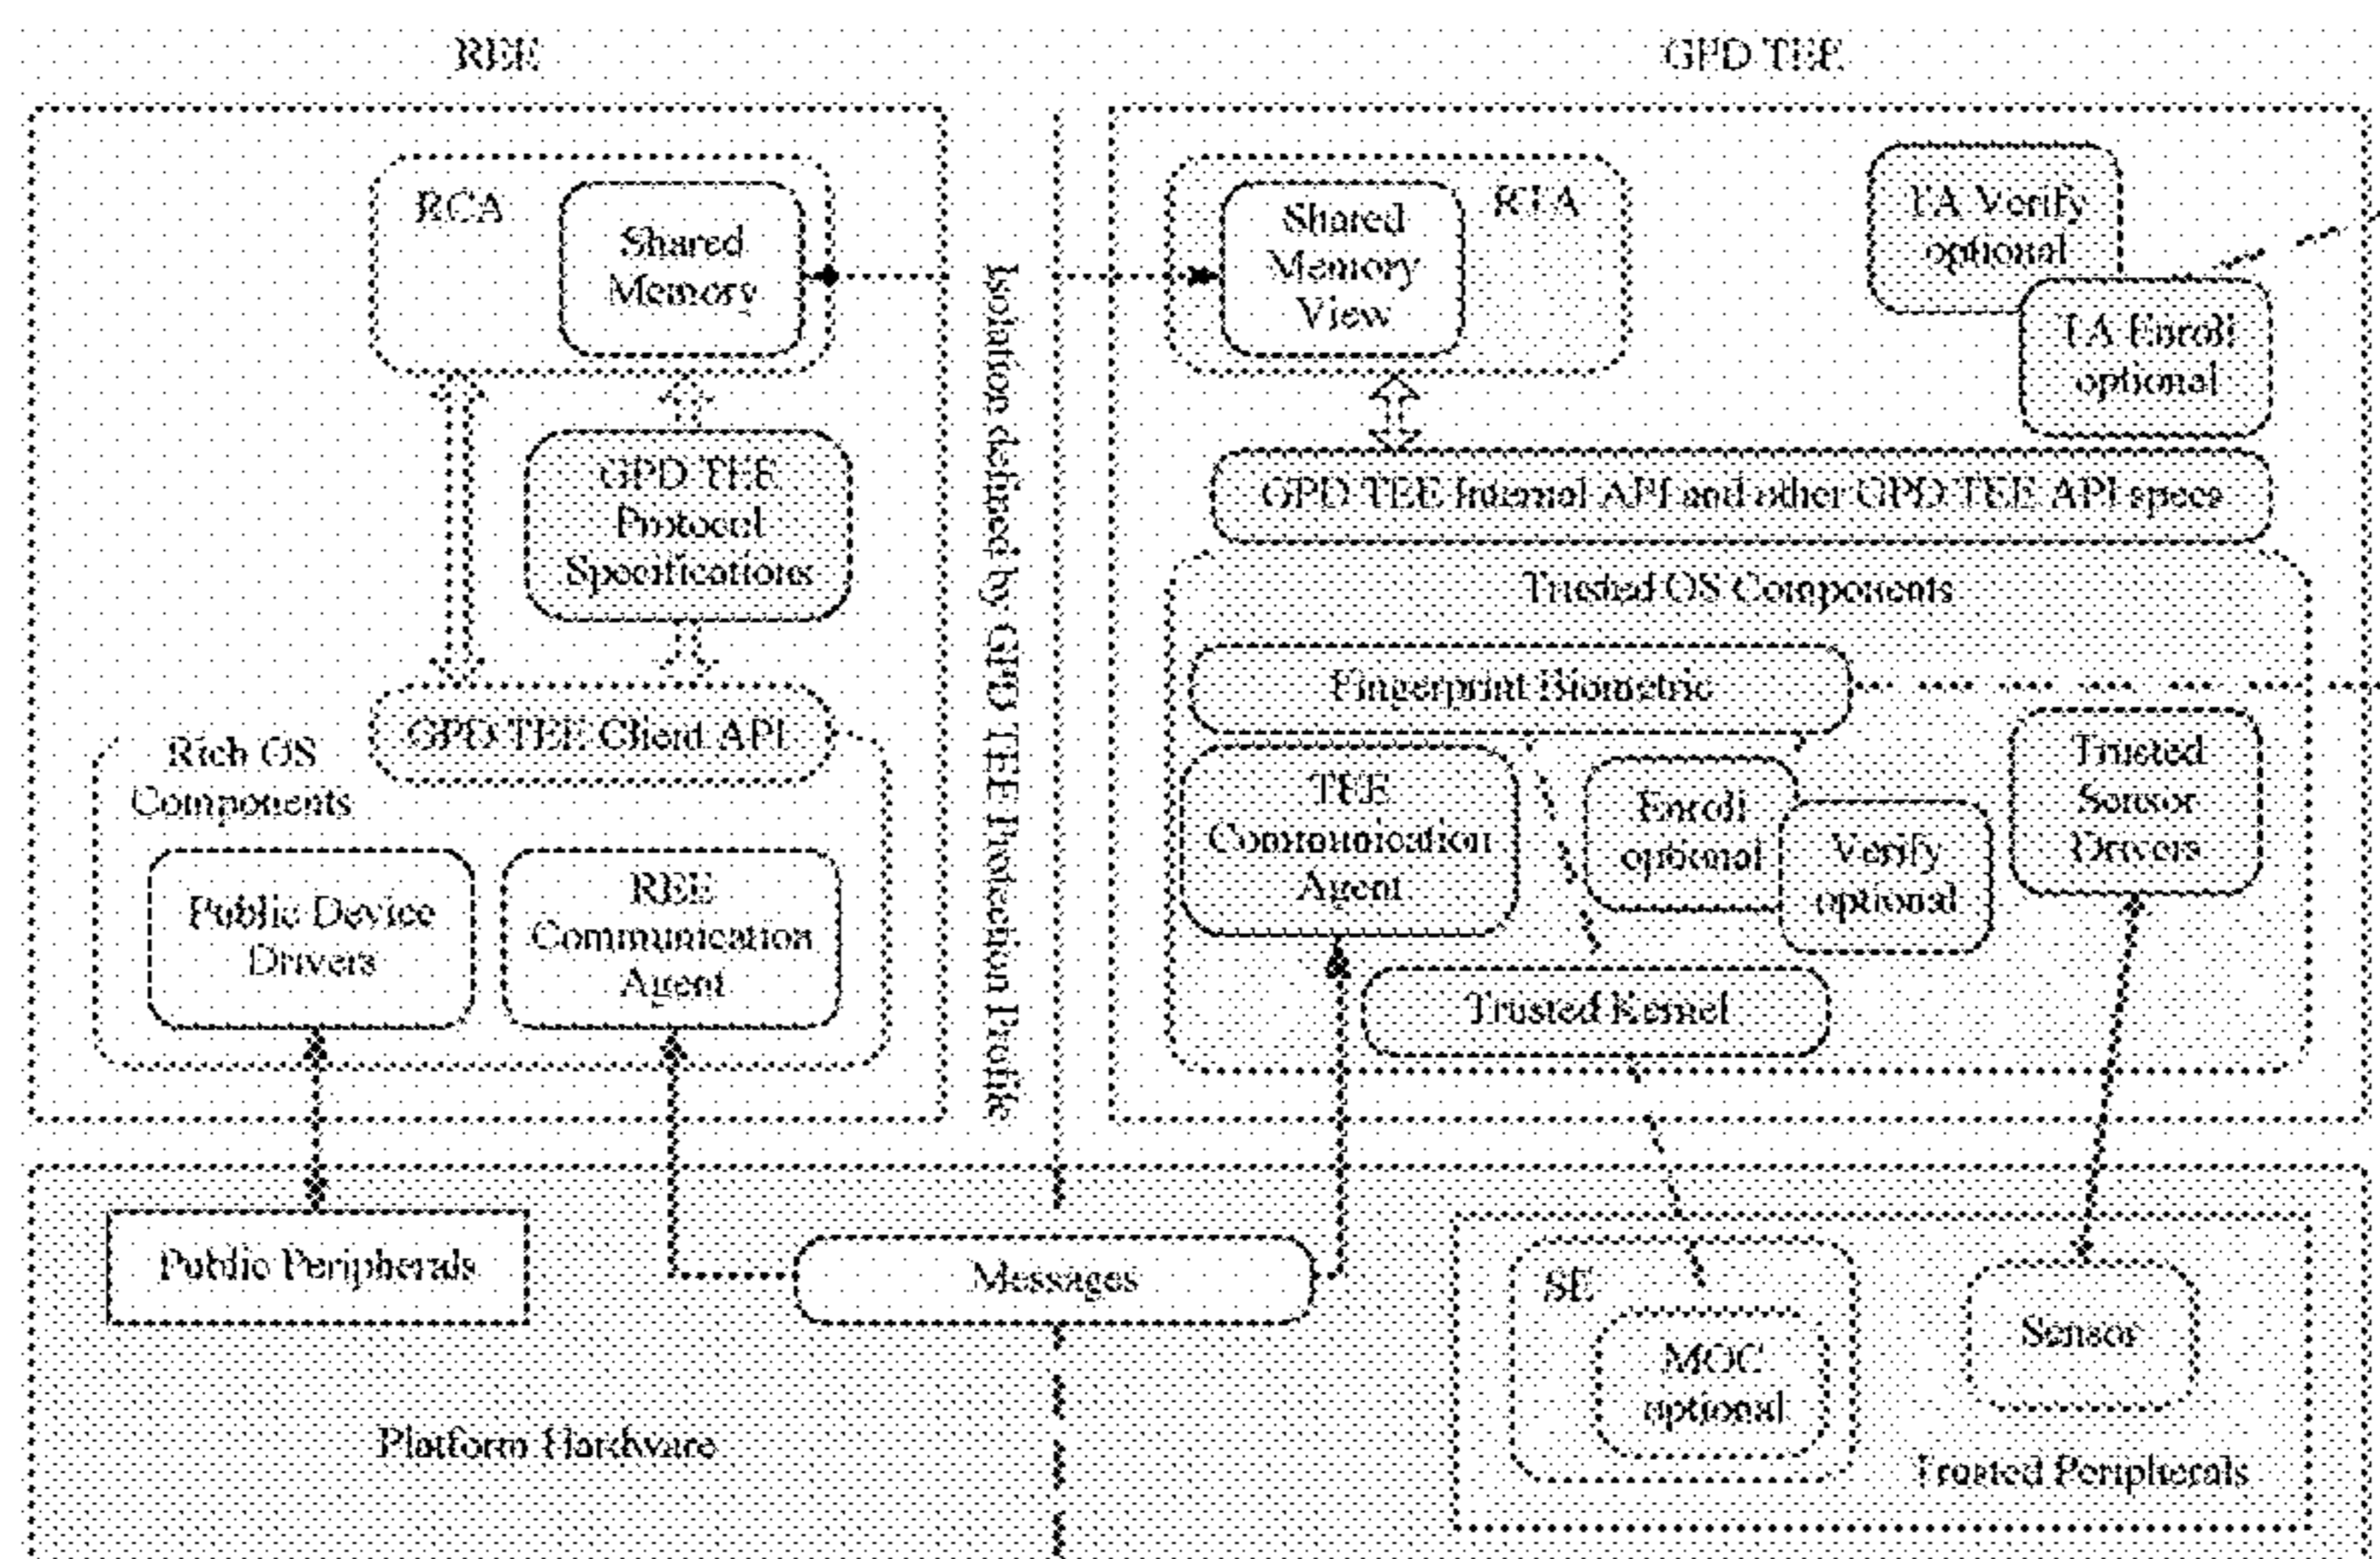 REE
GPD TEE
RCA
Shared
Memory
Shared
Memory
View
RTA
TA Verify
optional
TA Enroll
optional
GPD TEE
Protocol
Specifications
GPD TEE Client API
Rich OS
Components
Public Device
Drivers
REE
Communication
Agent
Isolation defined by GPD TEE Protection Profile
GPD TEE Internal API and other GPD TEE API specs
Trusted OS Components
Fingerprint Biometric
TEE
Communication
Agent
Enroll
optional
Verify
optional
Trusted
Sensor
Drivers
Trusted Kernel
Public Peripherals
Messages
SE
MOC
optional
Sensor
Platform Hardware
Trusted Peripherals